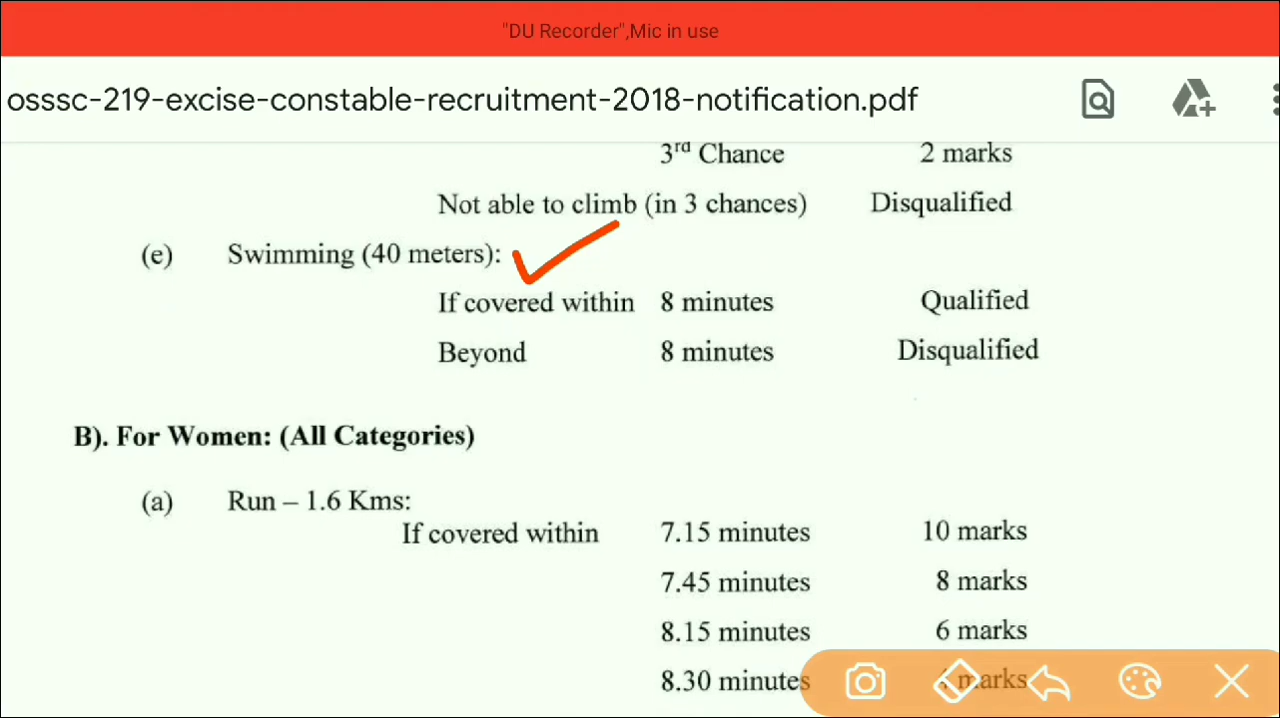 "DU Recorder",Mic in use
osssc-219-excise-constable-recruitment-2018-notification.pdf
3rd Chance 2 marks
Not able to climb (in 3 chances) Disqualified
(e) Swimming (40 meters):
If covered within 8 minutes Qualified
Beyond 8 minutes Disqualified
B). For Women: (All Categories)
(a) Run – 1.6 Kms:
If covered within 7.15 minutes 10 marks
7.45 minutes 8 marks
8.15 minutes 6 marks
8.30 minutes marks